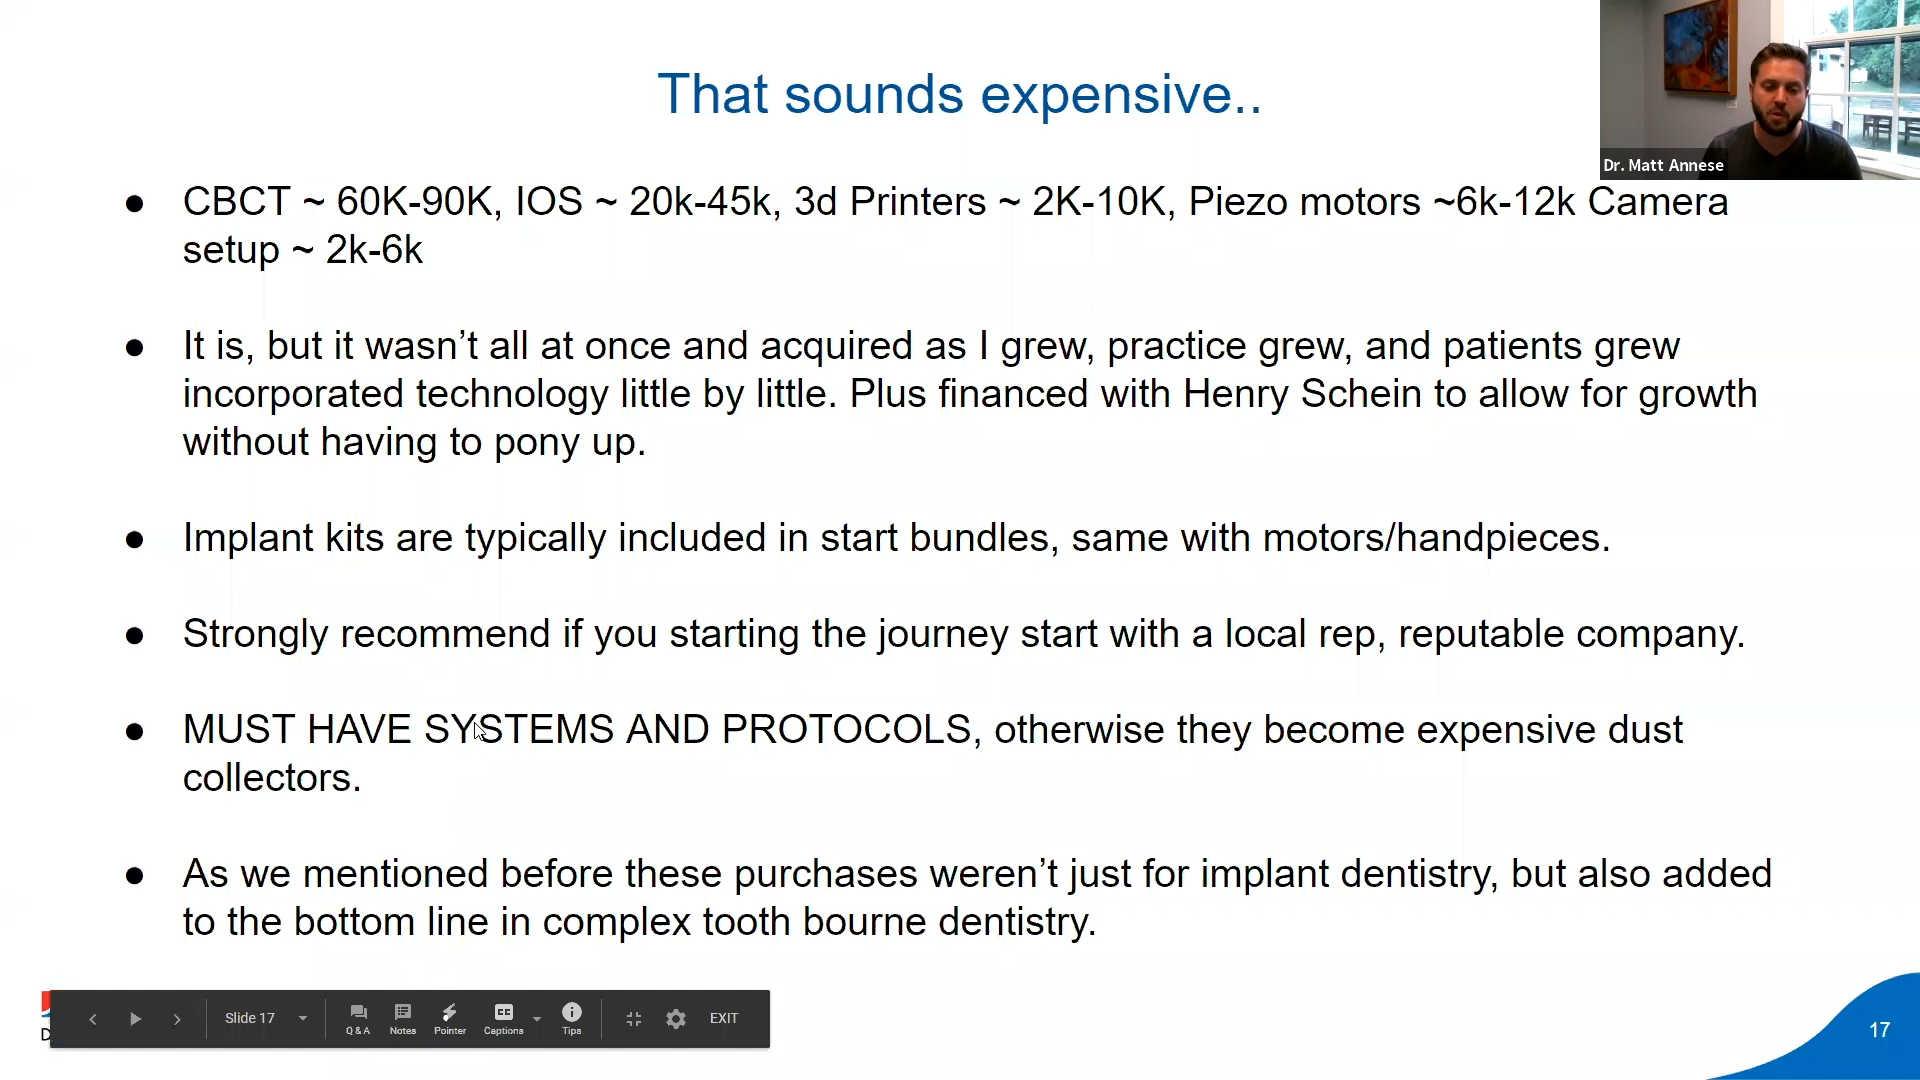 That sounds expensive..
Dr. Matt Annese
● CBCT ~ 60K-90K, IOS ~ 20k-45k, 3d Printers ~ 2K-10K, Piezo motors ~6k-12k Camera
setup ~ 2k-6k
● It is, but it wasn’t all at once and acquired as I grew, practice grew, and patients grew
incorporated technology little by little. Plus financed with Henry Schein to allow for growth
without having to pony up.
● Implant kits are typically included in start bundles, same with motors/handpieces.
● Strongly recommend if you starting the journey start with a local rep, reputable company.
● MUST HAVE SYSTEMS AND PROTOCOLS, otherwise they become expensive dust
collectors.
● As we mentioned before these purchases weren’t just for implant dentistry, but also added
to the bottom line in complex tooth bourne dentistry.
Slide 17
Q & A
Notes
Pointer
CC
Captions
Tips
EXIT
17